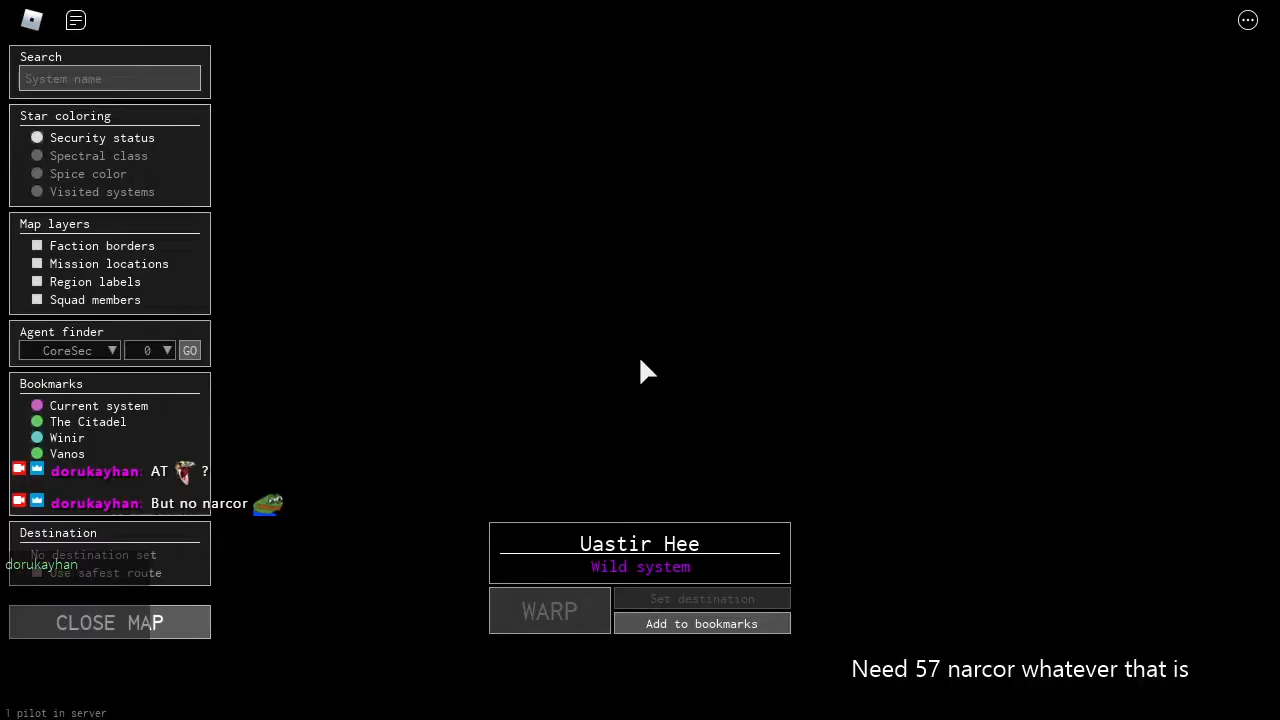 Search
System name
Star coloring
Security status
Spectral class
Spice color
Visited systems
Map layers
Faction borders
Mission locations
Region labels
Squad members
Agent finder
CoreSec 0 GO
Bookmarks
Current system
The Citadel
Winir
Vanos
dorukayhan: AT ?
dorukayhan: But no narcor
Destination
No destination set
dorukayhan
Use safest route
CLOSE MAP
Uastir Hee
Wild system
WARP
Set destination
Add to bookmarks
Need 57 narcor whatever that is
1 pilot in server